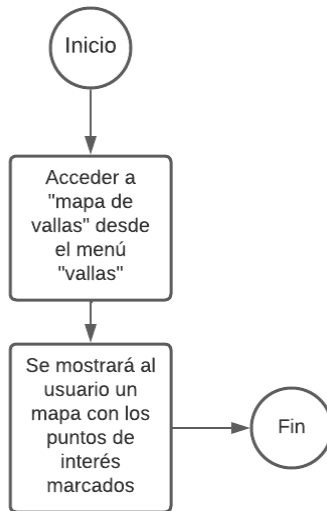 Inicio
Acceder a
"mapa de
vallas" desde
el menú
"vallas"
Se mostrará al
usuario un
mapa con los
puntos de
interés
marcados
Fin